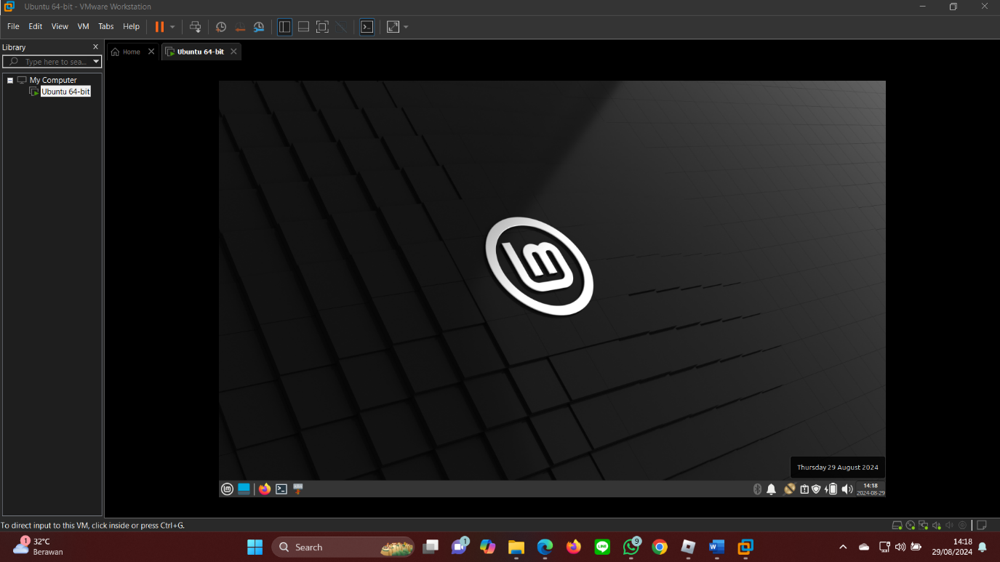 Ubuntu 64-bit - VMware Workstation
File Edit View VM Tabs Help
Library
Type here to sea...
My Computer
Ubuntu 64-bit
Home
Ubuntu 64-bit
lm
Thursday 29 August 2024
14:18
2024-08-29
To direct input to this VM, click inside or press Ctrl+G.
1
32°C
Berawan
Search
1
LINE
9
W
14:18
29/08/2024